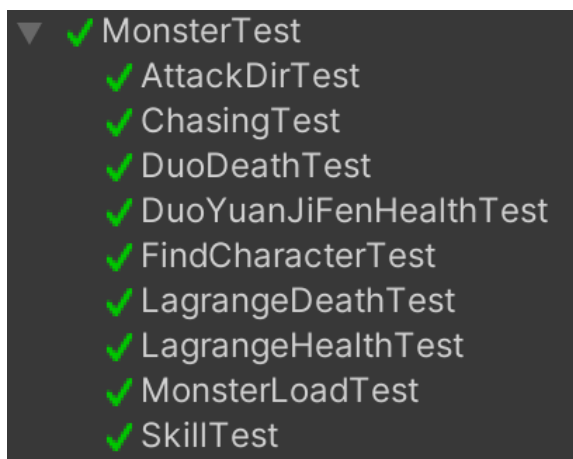 MonsterTest
AttackDirTest
ChasingTest
DuoDeathTest
DuoYuanJiFenHealthTest
FindCharacterTest
LagrangeDeathTest
LagrangeHealthTest
MonsterLoadTest
SkillTest